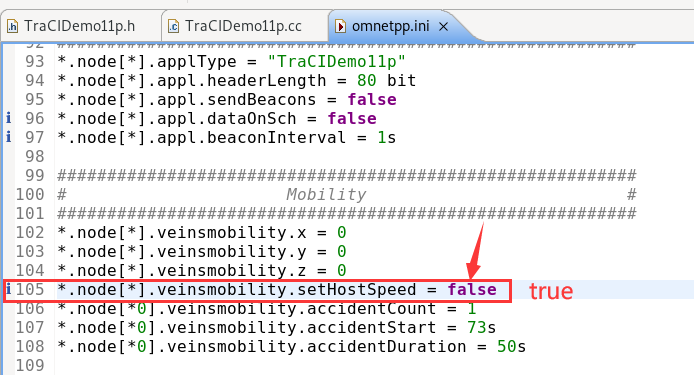 TraCIDemo11p.h TraCIDemo11p.cc omnetpp.ini
92 ##########################################################
93 *.node[*].applType = "TraCIDemo11p"
94 *.node[*].appl.headerLength = 80 bit
95 *.node[*].appl.sendBeacons = false
96 *.node[*].appl.dataOnSch = false
97 *.node[*].appl.beaconInterval = 1s
98
99 ##########################################################
100 # Mobility #
101 ##########################################################
102 *.node[*].veinsmobility.x = 0
103 *.node[*].veinsmobility.y = 0
104 *.node[*].veinsmobility.z = 0
105 *.node[*].veinsmobility.setHostSpeed = false true
106 *.node[*0].veinsmobility.accidentCount = 1
107 *.node[*0].veinsmobility.accidentStart = 73s
108 *.node[*0].veinsmobility.accidentDuration = 50s
109